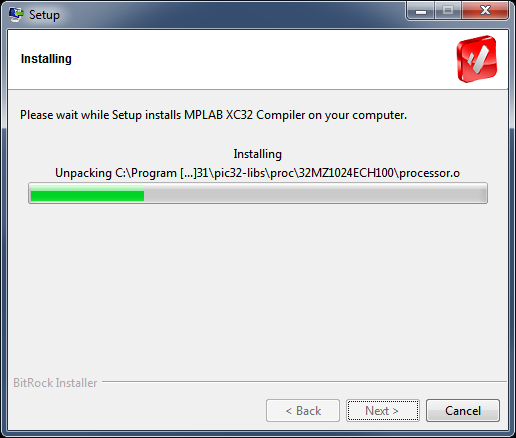 Setup
Installing
Please wait while Setup installs MPLAB XC32 Compiler on your computer.
Installing
Unpacking C:\Program [...]31\pic32-libs\proc\32MZ1024ECH100\processor.o
BitRock Installer
< Back
Next >
Cancel